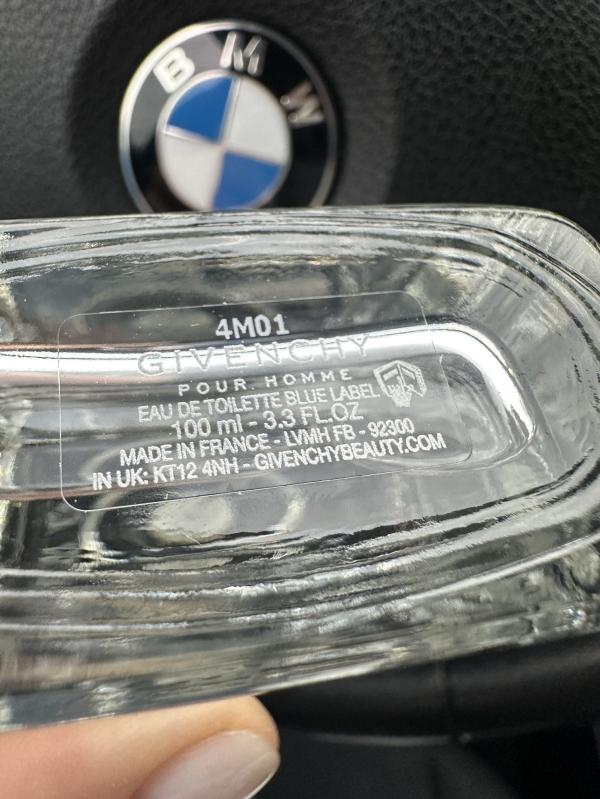 BMW
4M01
GIVENCHY
POUR HOMME
EAU DE TOILETTE BLUE LABEL
100 ml - 3.3 FL.OZ
MADE IN FRANCE - LVMH FB - 92300
IN UK: KT12 4NH - GIVENCHYBEAUTY.COM